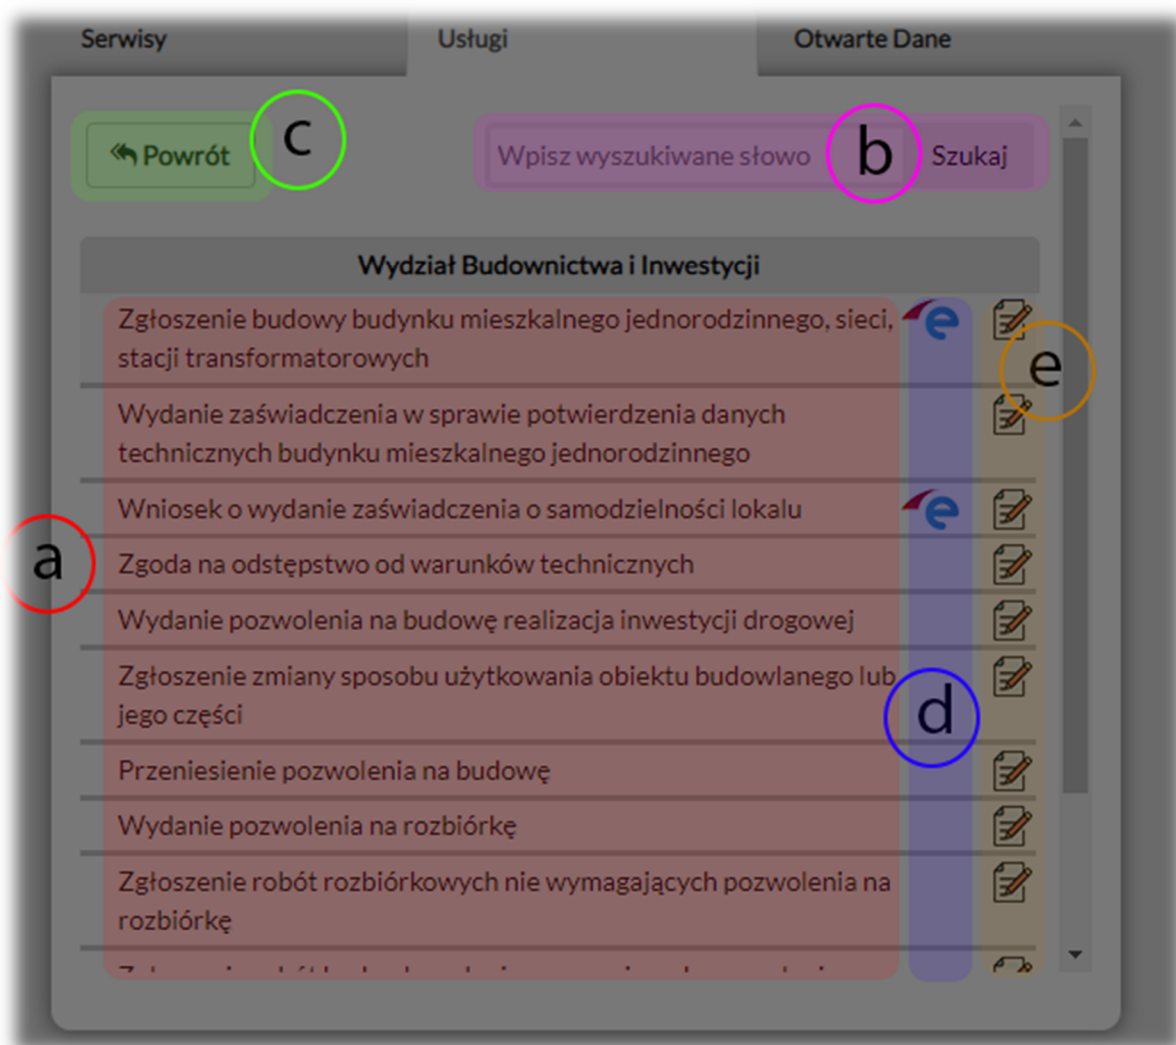 Serwisy Usługi Otwarte Dane
Powrót c Wpisz wyszukiwane słowo b Szukaj
Wydział Budownictwa i Inwestycji
Zgłoszenie budowy budynku mieszkalnego jednorodzinnego, sieci,
stacji transformatorowych
e
Wydanie zaświadczenia w sprawie potwierdzenia danych
technicznych budynku mieszkalnego jednorodzinnego
Wniosek o wydanie zaświadczenia o samodzielności lokalu
a
Zgoda na odstępstwo od warunków technicznych
Wydanie pozwolenia na budowę realizacja inwestycji drogowej
Zgłoszenie zmiany sposobu użytkowania obiektu budowlanego lub
jego części
d
Przeniesienie pozwolenia na budowę
Wydanie pozwolenia na rozbiórkę
Zgłoszenie robót rozbiórkowych nie wymagających pozwolenia na
rozbiórkę